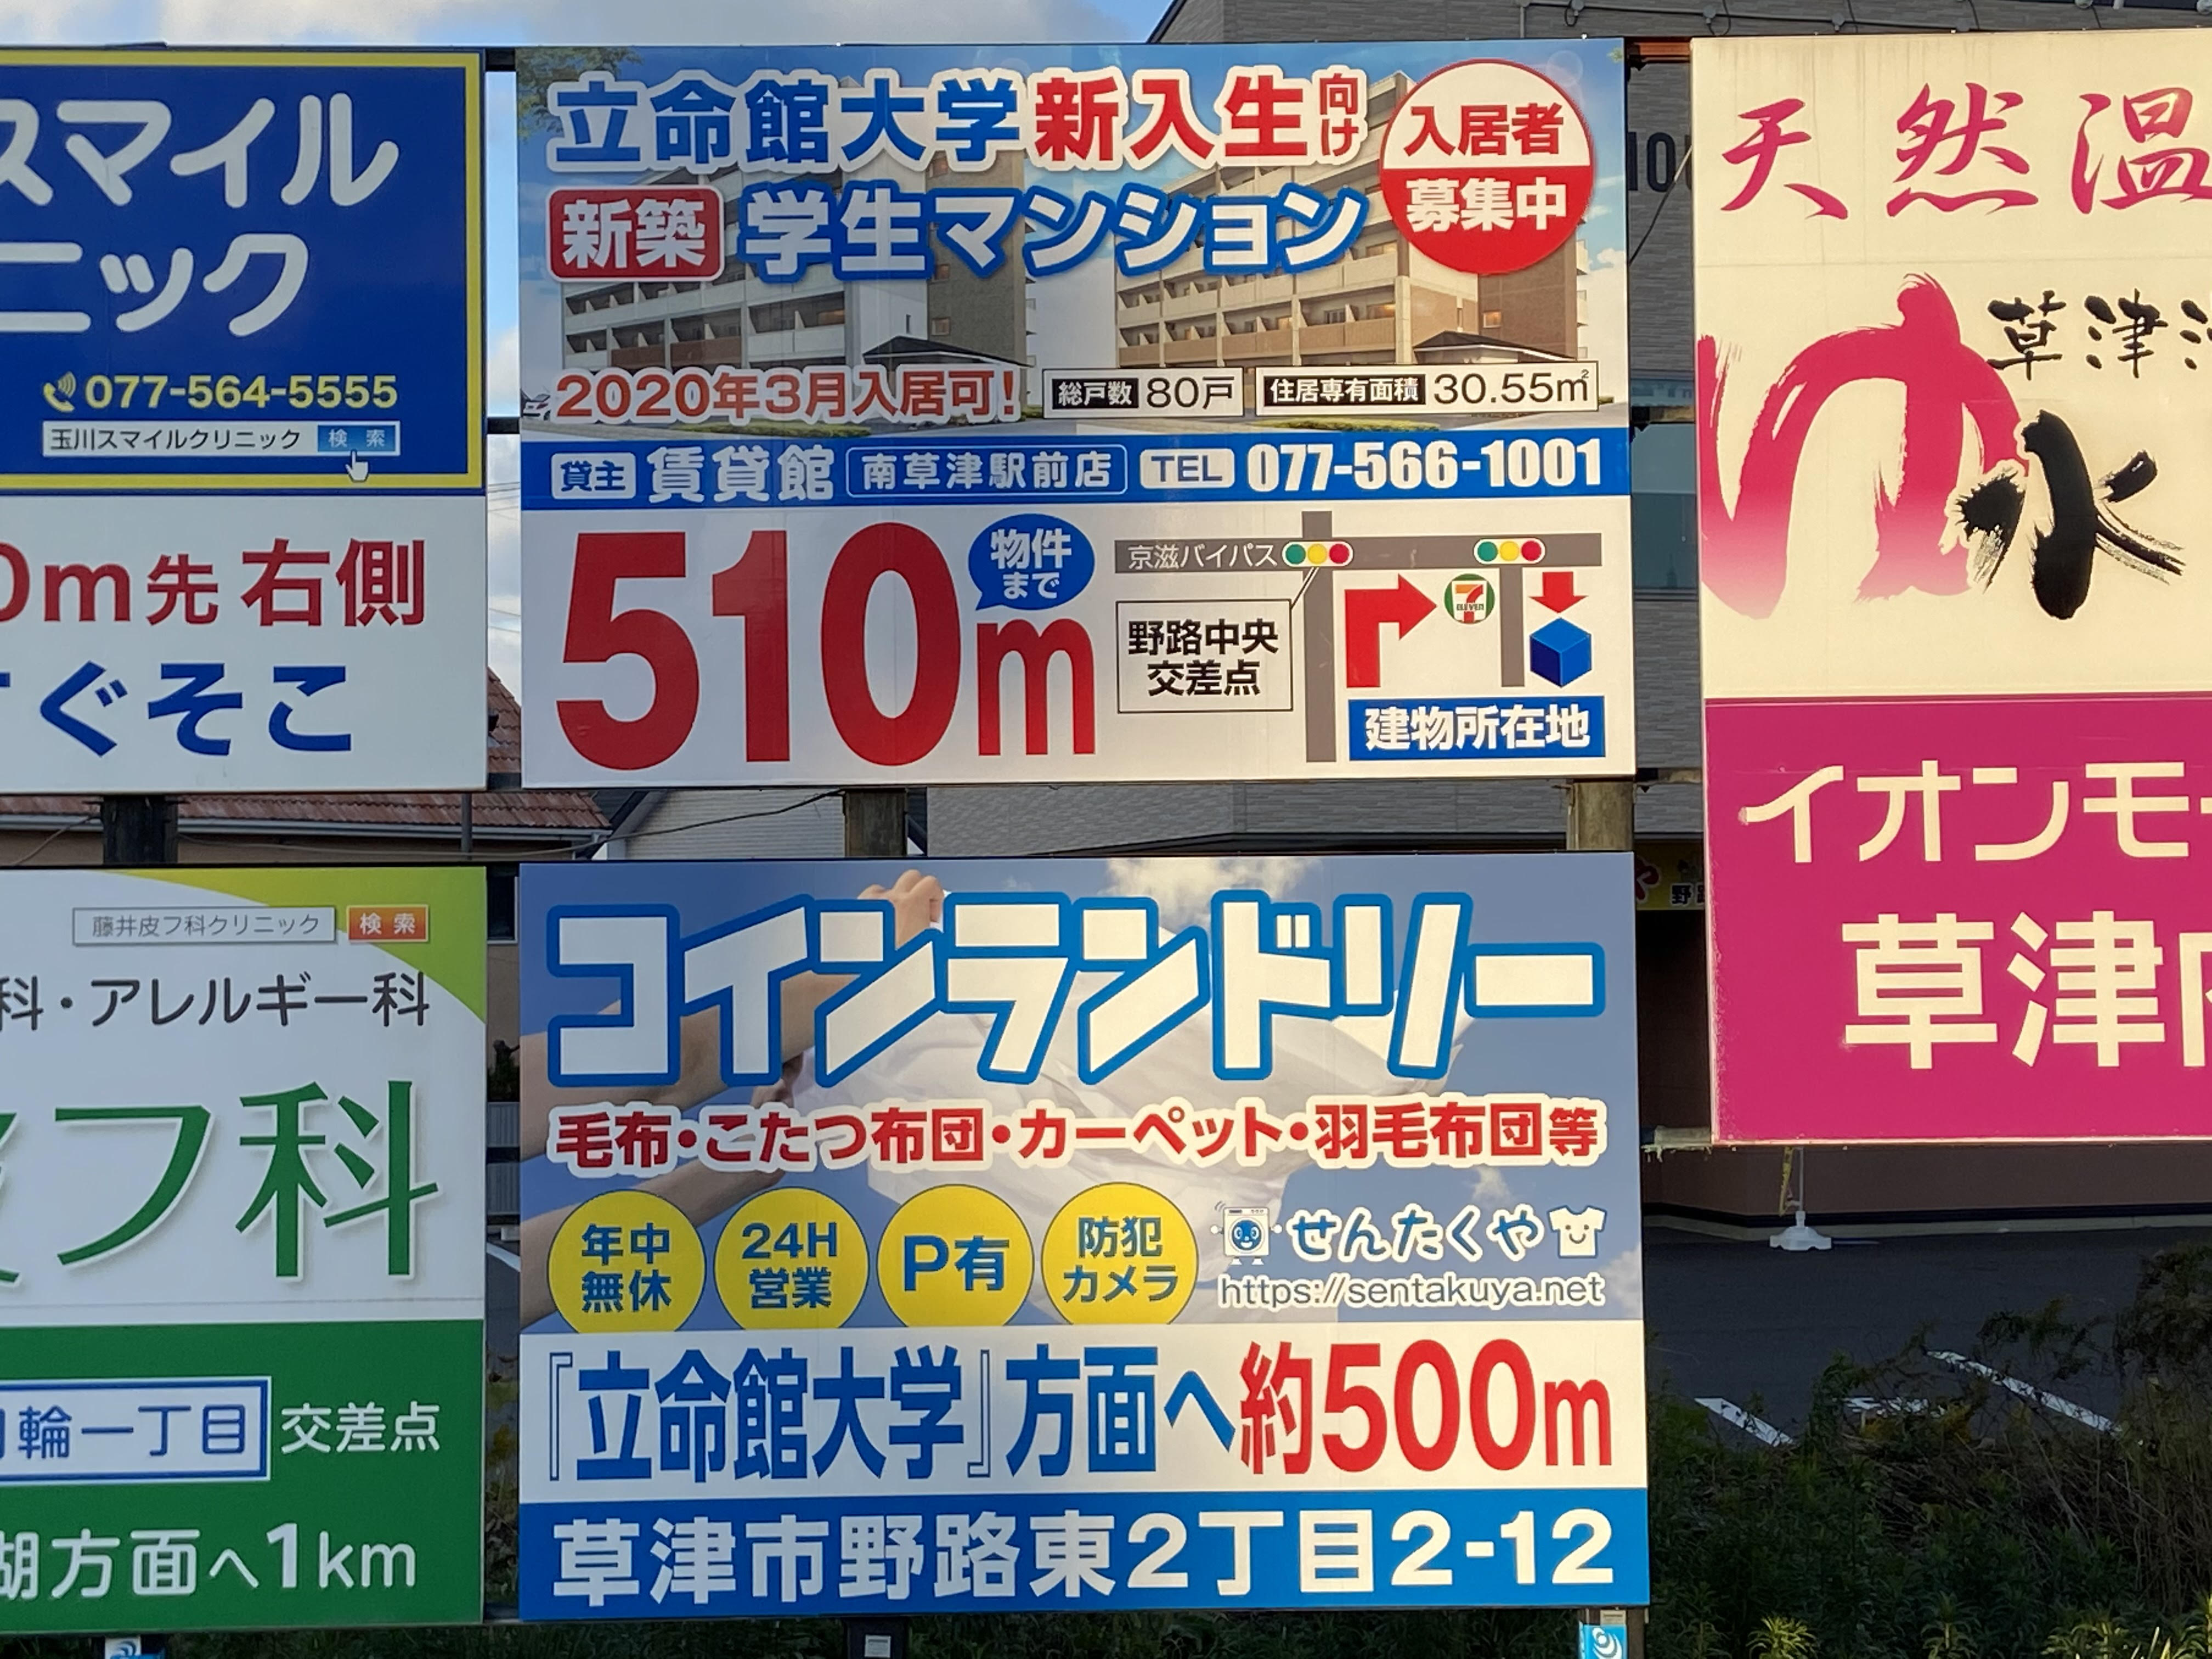 スマイル
ニック
077-564-5555
玉川スマイルクリニック 検索
0m先 右側
ぐそこ
立命館大学新入生向け
新築 学生マンション
入居者
募集中
2020年3月入居可! 総戸数 80戸 住居専有面積 30.55㎡
貸主 賃貸館 南草津駅前店 TEL 077-566-1001
510m
物件
まで
京滋バイパス
野路中央
交差点
7
ELEVEN
建物所在地
天然温
草津
ゆ
水
イオンモ
草津
藤井皮フ科クリニック 検索
科・アレルギー科
フ科
輪一丁目 交差点
湖方面へ1km
コインランドリー
毛布・こたつ布団・カーペット・羽毛布団等
年中
無休
24H
営業
P有
防犯
カメラ
せんたくや
https://sentakuya.net
『立命館大学』方面へ約500m
草津市野路東2丁目2-12